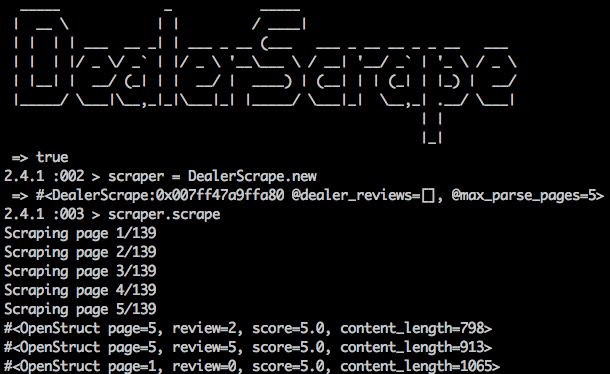 DealerScrape
=> true
2.4.1 :002 > scraper = DealerScrape.new
=> #<DealerScrape:0x007ff47a9ffa80 @dealer_reviews=[], @max_parse_pages=5>
2.4.1 :003 > scraper.scrape
Scraping page 1/139
Scraping page 2/139
Scraping page 3/139
Scraping page 4/139
Scraping page 5/139
#<OpenStruct page=5, review=2, score=5.0, content_length=798>
#<OpenStruct page=5, review=5, score=5.0, content_length=913>
#<OpenStruct page=1, review=0, score=5.0, content_length=1065>